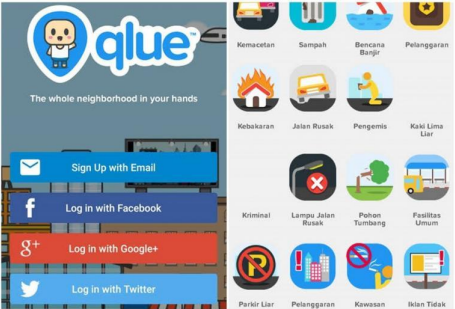 qlue™
The whole neighborhood in your hands
Sign Up with Email
f Log in with Facebook
g+ Log in with Google+
Log in with Twitter
Kemacetan
Sampah
Bencana
Banjir
Pelanggaran
Kebakaran
Jalan Rusak
Pengemis
Kaki Lima
Liar
Kriminal
Lampu Jalan
Rusak
Pohon
Tumbang
Fasilitas
Umum
P
Parkir Liar
Pelanggaran
Kawasan
Iklan Tidak